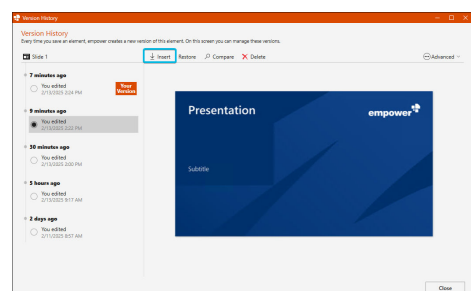 Version History
Version History
Every time you save an element, empower creates a new version of this element. On this screen you can manage these versions.
Slide 1
Insert
Restore
Compare
Delete
Advanced
7 minutes ago
You edited
2/13/2025 2:24 PM
Your
Version
9 minutes ago
You edited
2/13/2025 2:22 PM
30 minutes ago
You edited
2/13/2025 2:00 PM
5 hours ago
You edited
2/13/2025 9:17 AM
2 days ago
You edited
2/11/2025 8:57 AM
Presentation
empower
Subtitle
Close